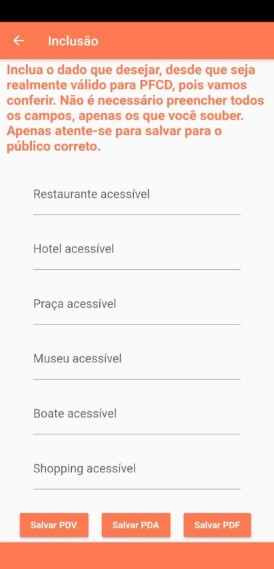 Inclusão
Inclua o dado que desejar, desde que seja
realmente válido para PFCD, pois vamos
conferir. Não é necessário preencher todos
os campos, apenas os que você souber.
Apenas atente-se para salvar para o
público correto.
Restaurante acessível
Hotel acessível
Praça acessível
Museu acessível
Boate acessível
Shopping acessível
Salvar PDV Salvar PDA Salvar PDF